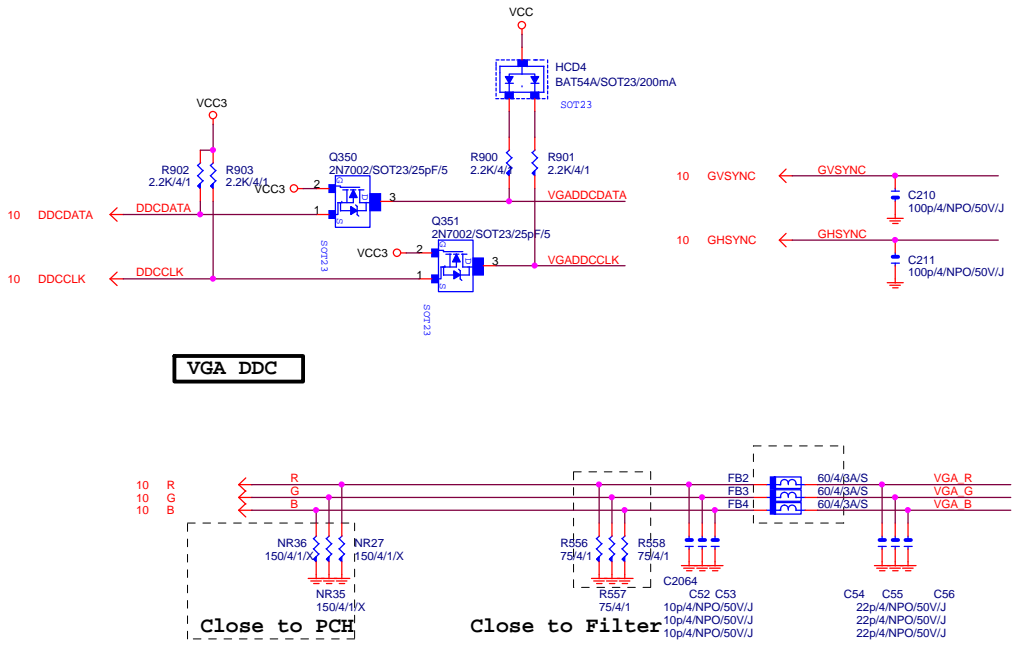 VCC
HCD4
BAT54A/SOT23/200mA
SOT23
VCC3
R902
2.2K/4/1
R903
2.2K/4/1
VCC3
Q350
2N7002/SOT23/25pF/5
2
G
D
3
1
S
SOT23
R900
2.2K/4/1
R901
2.2K/4/1
VGADDCDATA
10 DDCDATA
DDCDATA
Q351
2N7002/SOT23/25pF/5
VCC3
2
G
D
3
1
S
SOT23
VGADDCCLK
10 DDCCLK
DDCCLK
10 GVSYNC
GVSYNC
C210
100p/4/NPO/50V/J
10 GHSYNC
GHSYNC
C211
100p/4/NPO/50V/J
VGA DDC
10 R
R
FB2
60/4/3A/S
VGA_R
10 G
G
FB3
60/4/3A/S
VGA_G
10 B
B
FB4
60/4/3A/S
VGA_B
NR36
150/4/1/X
NR27
150/4/1/X
NR35
150/4/1/X
Close to PCH
R556
75/4/1
R558
75/4/1
R557
75/4/1
Close to Filter
C2064
C52 C53
10p/4/NPO/50V/J
10p/4/NPO/50V/J
10p/4/NPO/50V/J
C54 C55 C56
22p/4/NPO/50V/J
22p/4/NPO/50V/J
22p/4/NPO/50V/J